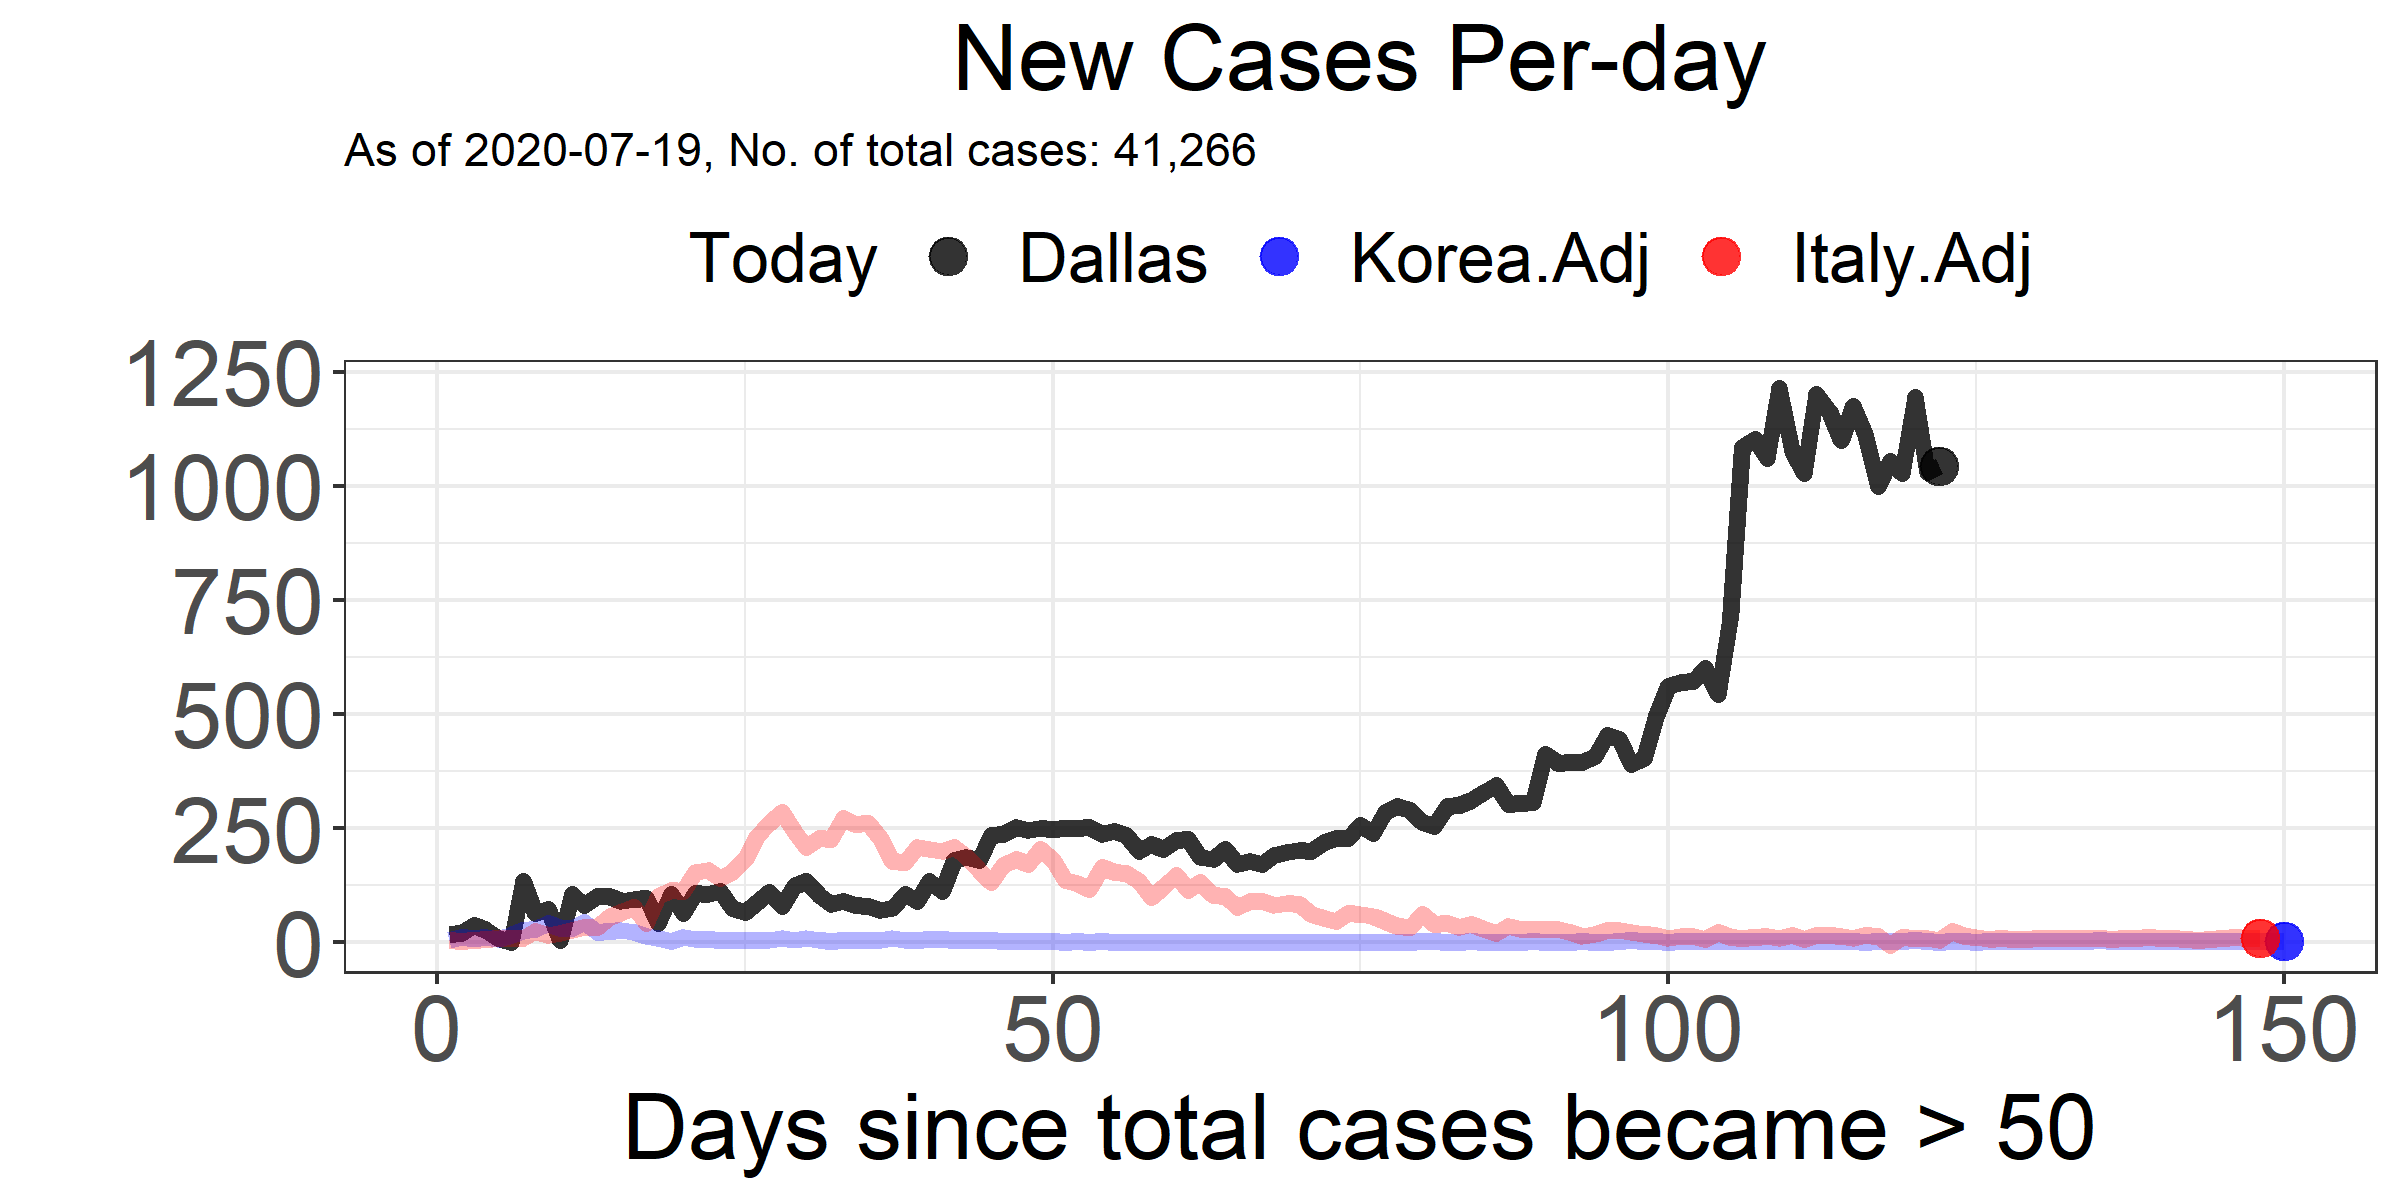 New Cases Per-day
As of 2020-07-19, No. of total cases: 41,266
Today Dallas Korea.Adj Italy.Adj
1250
1000
750
500
250
0
0 50 100 150
Days since total cases became > 50